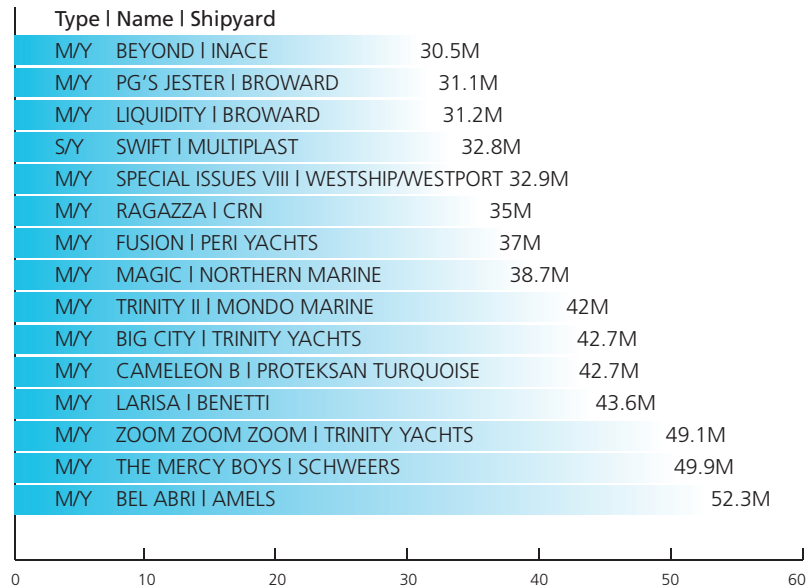 Type | Name | Shipyard
M/Y BEYOND | INACE 30.5M
M/Y PG'S JESTER | BROWARD 31.1M
M/Y LIQUIDITY | BROWARD 31.2M
S/Y SWIFT | MULTIPLAST 32.8M
M/Y SPECIAL ISSUES VIII | WESTSHIP/WESTPORT 32.9M
M/Y RAGAZZA | CRN 35M
M/Y FUSION | PERI YACHTS 37M
M/Y MAGIC | NORTHERN MARINE 38.7M
M/Y TRINITY II | MONDO MARINE 42M
M/Y BIG CITY | TRINITY YACHTS 42.7M
M/Y CAMELEON B | PROTEKSAN TURQUOISE 42.7M
M/Y LARISA | BENETTI 43.6M
M/Y ZOOM ZOOM ZOOM | TRINITY YACHTS 49.1M
M/Y THE MERCY BOYS | SCHWEERS 49.9M
M/Y BEL ABRI | AMELS 52.3M
0 10 20 30 40 50 60